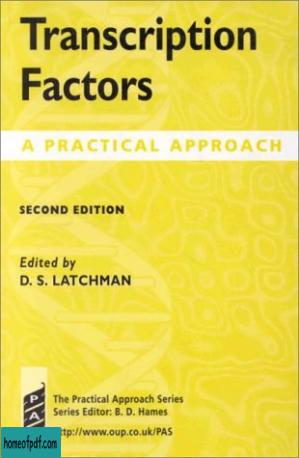 Transcription
Factors
A PRACTICAL APPROACH
SECOND EDITION
Edited by
D. S. LATCHMAN
PAS
The Practical Approach Series
Series Editor: B. D. Hames
http://www.oup.co.uk/PAS
homeofpdf.com